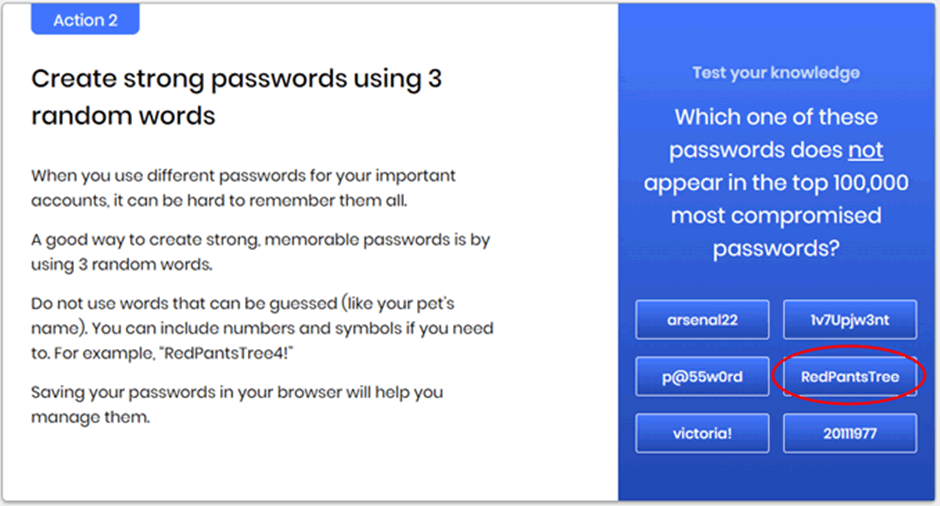 Action 2
Create strong passwords using 3
random words
When you use different passwords for your important
accounts, it can be hard to remember them all.
A good way to create strong, memorable passwords is by
using 3 random words.
Do not use words that can be guessed (like your pet's
name). You can include numbers and symbols if you need
to. For example, “RedPantsTree4!”
Saving your passwords in your browser will help you
manage them.
Test your knowledge
Which one of these
passwords does not
appear in the top 100,000
most compromised
passwords?
arsenal22
1v7Upjw3nt
p@55w0rd
RedPantsTree
victoria!
20111977